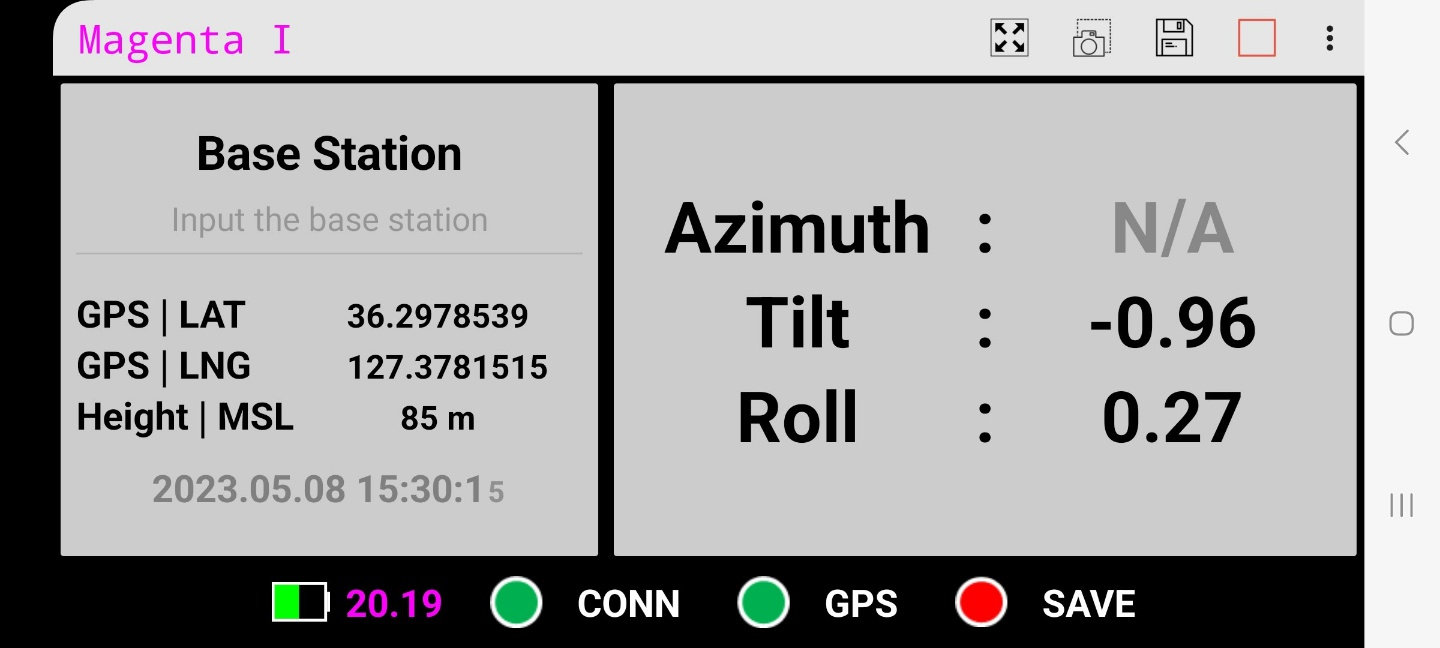 Magenta I
Base Station
Input the base station
GPS | LAT 36.2978539
GPS | LNG 127.3781515
Height | MSL 85 m
2023.05.08 15:30:15
Azimuth : N/A
Tilt : -0.96
Roll : 0.27
20.19 CONN GPS SAVE